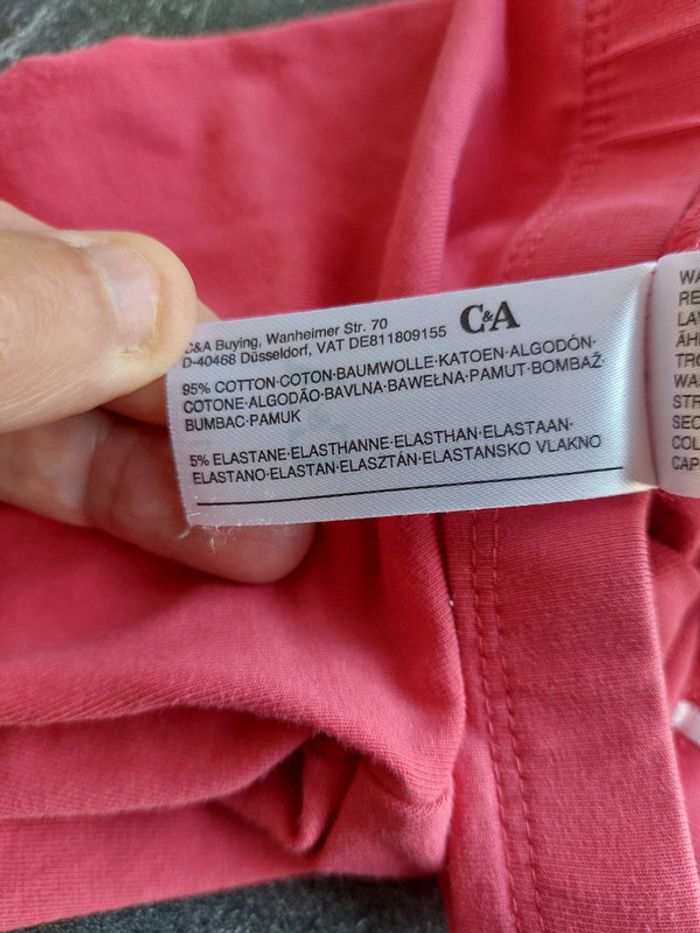 C&A Buying, Wanheimer Str. 70
D-40468 Düsseldorf, VAT DE811809155
C&A
95% COTTON·COTON·BAUMWOLLE·KATOEN·ALGODÓN·
COTONE·ALGODÃO·BAVLNA·BAWEŁNA·PAMUT·BOMBAŽ·
BUMBAC·PAMUK
5% ELASTANE·ELASTHANNE·ELASTHAN·ELASTAAN·
ELASTANO·ELASTAN·ELASZTÁN·ELASTANSKO VLAKNO